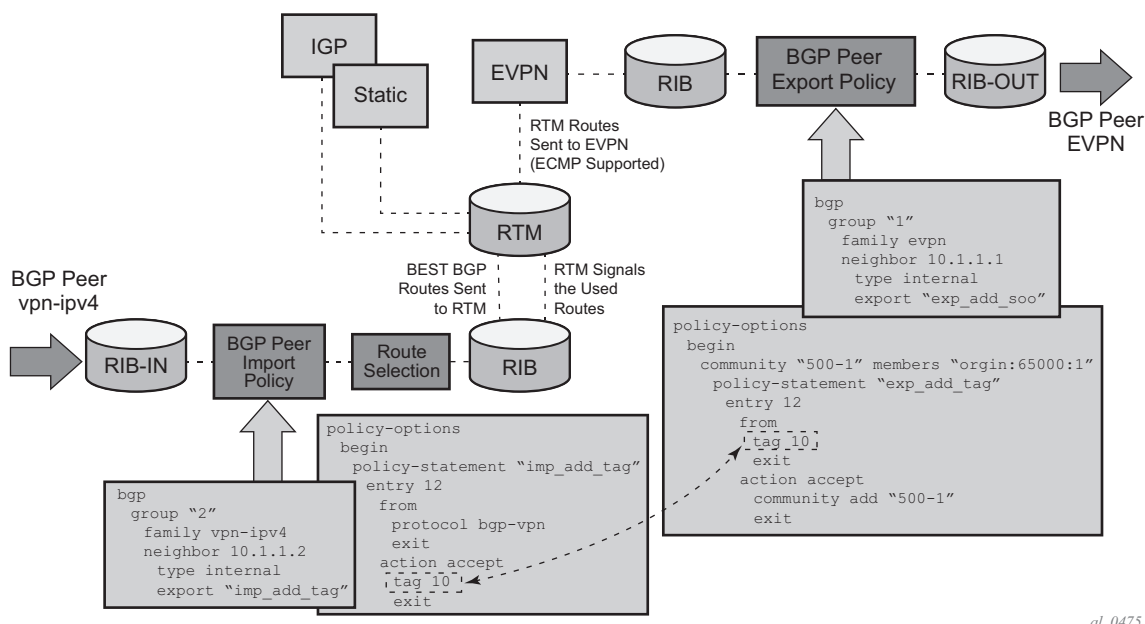 IGP
Static
EVPN
RIB
BGP Peer
Export Policy
RIB-OUT
BGP Peer
EVPN
RTM Routes
Sent to EVPN
(ECMP Supported)
RTM
BEST BGP
Routes Sent
to RTM
RTM Signals
the Used
Routes
BGP Peer
vpn-ipv4
RIB-IN
BGP Peer
Import
Policy
Route
Selection
RIB
bgp
group “1”
family evpn
neighbor 10.1.1.1
type internal
export “exp_add_soo”
policy-options
begin
community “500-1” members “orgin:65000:1”
policy-statement “exp_add_tag”
entry 12
from
tag 10
exit
action accept
community add “500-1”
exit
policy-options
begin
policy-statement “imp_add_tag”
entry 12
from
protocol bgp-vpn
exit
action accept
tag 10
exit
bgp
group “2”
family vpn-ipv4
neighbor 10.1.1.2
type internal
export “imp_add_tag”
al_0475